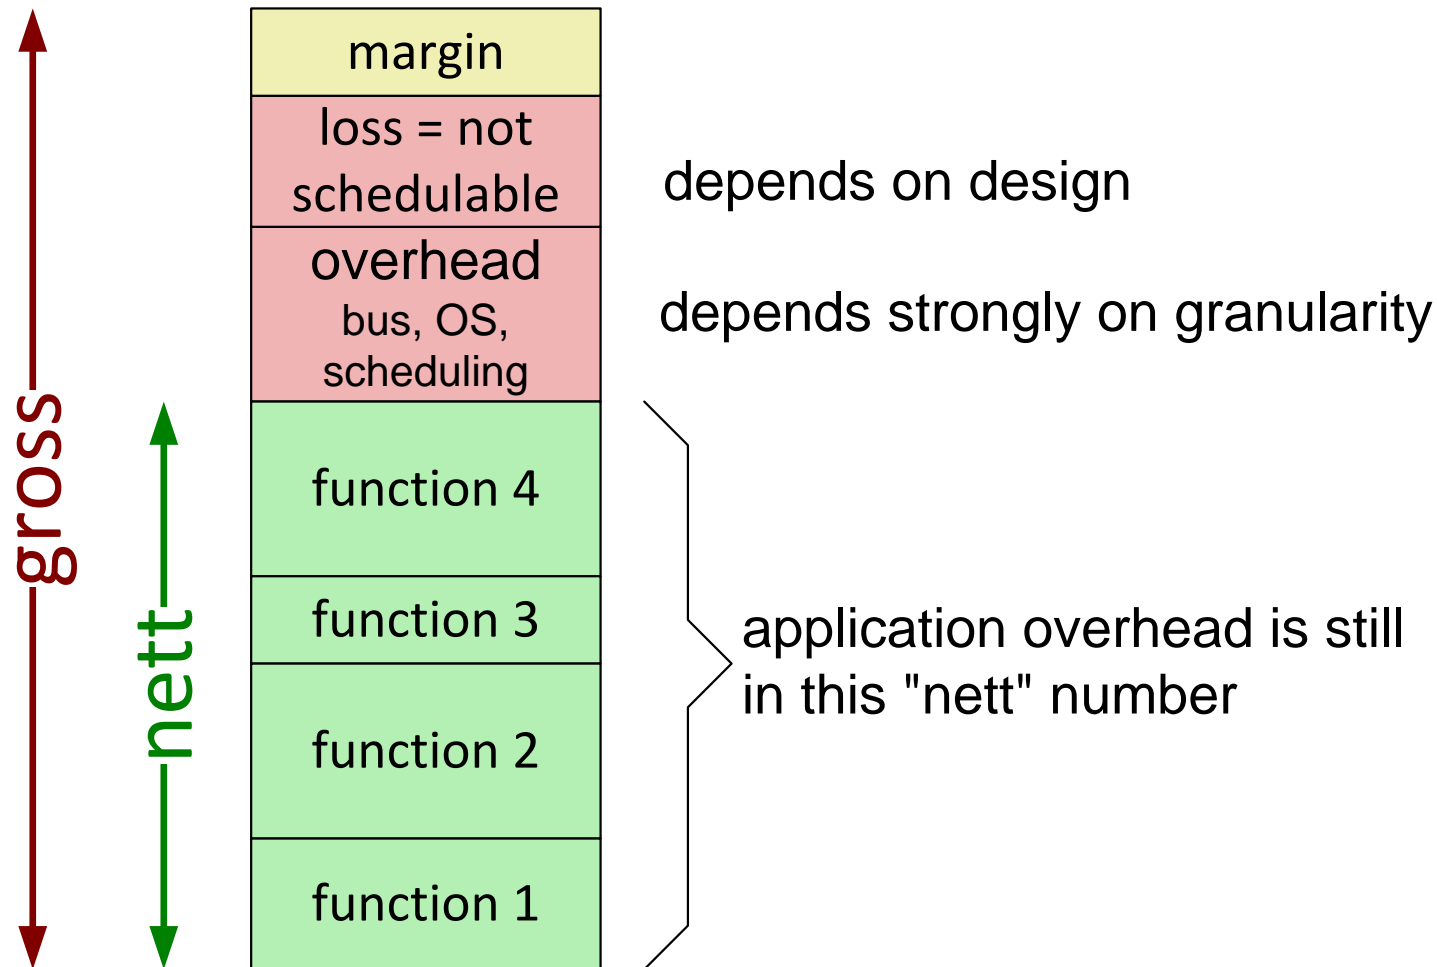 gross
nett
margin
loss = not
schedulable
depends on design
overhead
bus, OS,
scheduling
depends strongly on granularity
function 4
function 3
function 2
function 1
application overhead is still
in this "nett" number